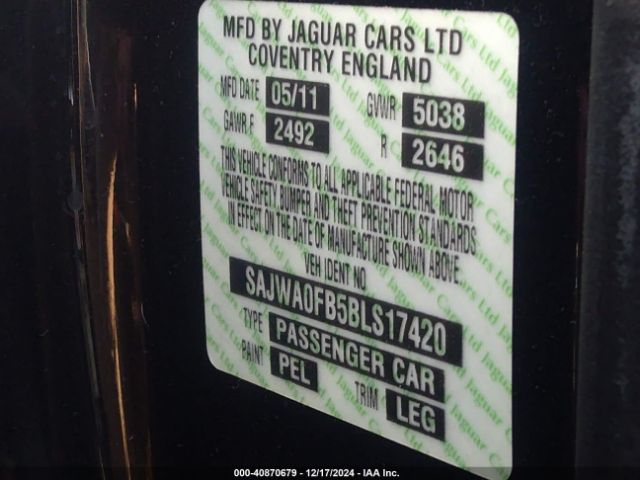 MFD BY JAGUAR CARS LTD
COVENTRY ENGLAND
MFD DATE 05/11 GVWR 5038
GAWR F 2492 R 2646
THIS VEHICLE CONFORMS TO ALL APPLICABLE FEDERAL MOTOR
VEHICLE SAFETY, BUMPER AND THEFT PREVENTION STANDARDS
IN EFFECT ON THE DATE OF MANUFACTURE SHOWN ABOVE.
VEH IDENT NO
SAJWA0FB5BLS17420
TYPE PASSENGER CAR
PAINT PEL TRIM LEG
000-40870679 - 12/17/2024 - IAA Inc.